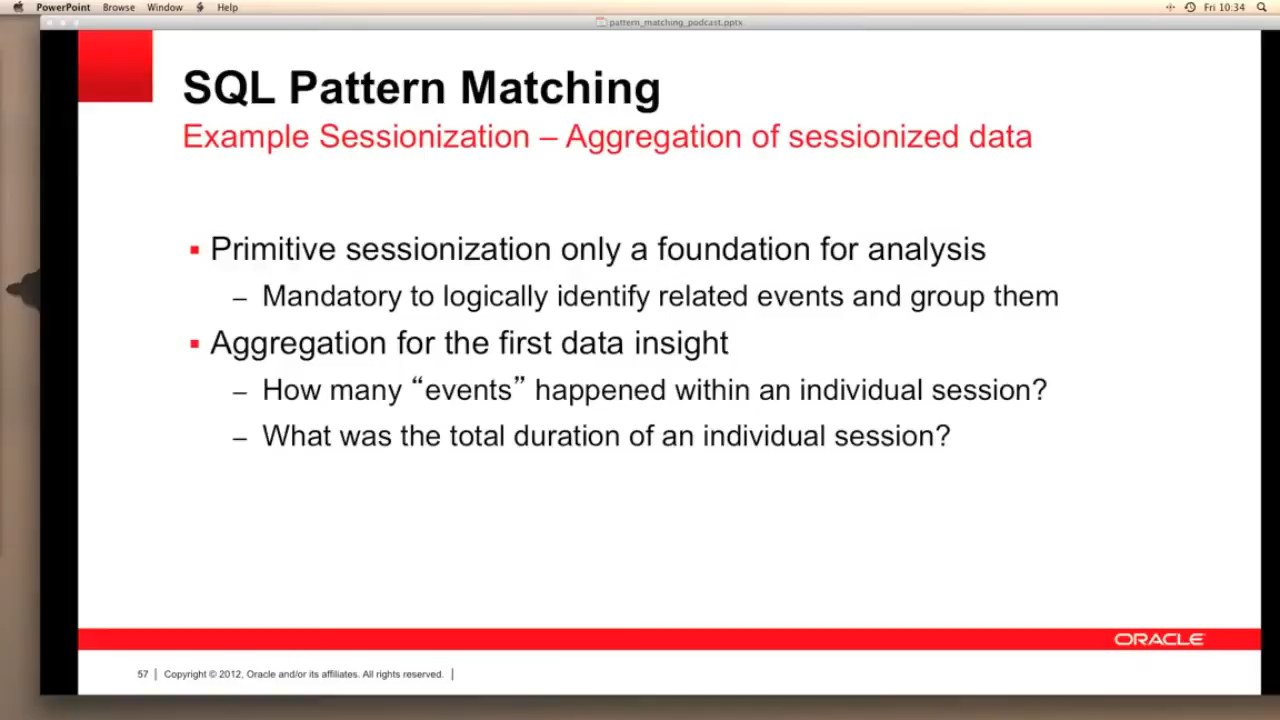 PowerPoint Browse Window Help Fri 10:34
pattern_matching_podcast.pptx
SQL Pattern Matching
Example Sessionization – Aggregation of sessionized data
▪ Primitive sessionization only a foundation for analysis
– Mandatory to logically identify related events and group them
▪ Aggregation for the first data insight
– How many “events” happened within an individual session?
– What was the total duration of an individual session?
ORACLE
57 | Copyright © 2012, Oracle and/or its affiliates. All rights reserved. |